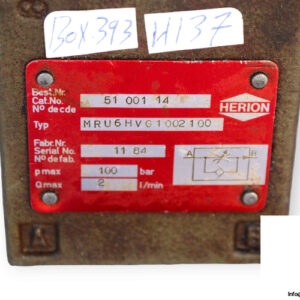 BOX.393 H137
Best.Nr.
Cat.No. 51 001 14
No de cde
HERION
Typ MRU6HVG1002100
Fabr.Nr.
Serial No. 11 84
No de fab.
A B
p max 100 bar
Q max 2 l/min
A B